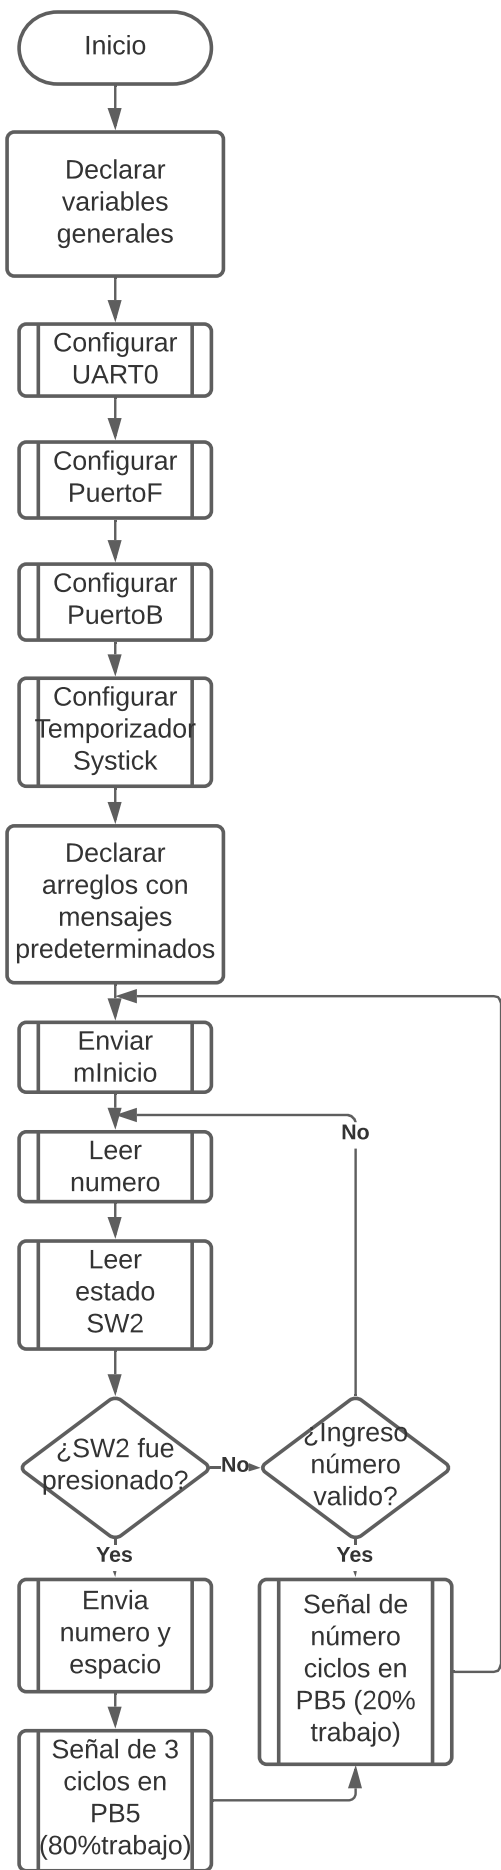 Inicio
Declarar
variables
generales
Configurar
UART0
Configurar
PuertoF
Configurar
PuertoB
Configurar
Temporizador
Systick
Declarar
arreglos con
mensajes
predeterminados
Enviar
mInicio
No
Leer
numero
Leer
estado
SW2
¿SW2 fue
presionado?
No
¿Ingreso
número
valido?
Yes
Yes
Envia
numero y
espacio
Señal de
número
ciclos en
PB5 (20%
trabajo)
Señal de 3
ciclos en
PB5
(80%trabajo)